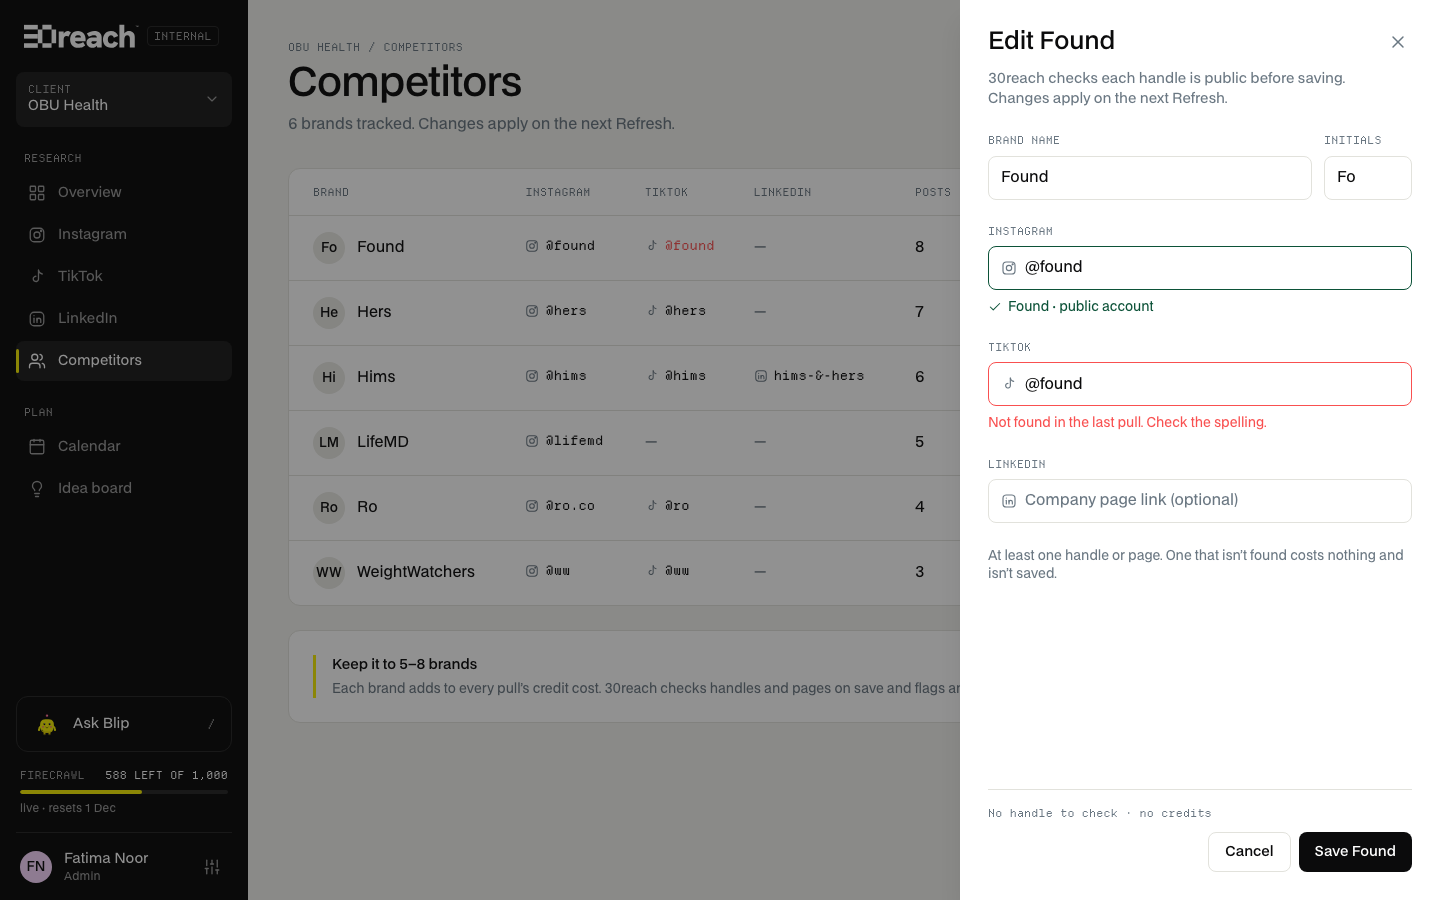 30reach
INTERNAL
CLIENT
OBU Health
RESEARCH
Overview
Instagram
TikTok
LinkedIn
Competitors
PLAN
Calendar
Idea board
Ask Blip /
FIRECRAWL 588 LEFT OF 1,000
live · resets 1 Dec
FN
Fatima Noor
Admin
OBU HEALTH / COMPETITORS
Competitors
6 brands tracked. Changes apply on the next Refresh.
BRAND INSTAGRAM TIKTOK LINKEDIN POSTS
Fo Found @found @found — 8
He Hers @hers @hers — 7
Hi Hims @hims @hims hims-&-hers 6
LM LifeMD @lifemd — — 5
Ro Ro @ro.co @ro — 4
WW WeightWatchers @ww @ww — 3
Keep it to 5–8 brands
Each brand adds to every pull's credit cost. 30reach checks handles and pages on save and flags
Edit Found
30reach checks each handle is public before saving.
Changes apply on the next Refresh.
BRAND NAME INITIALS
Found Fo
INSTAGRAM
@found
Found · public account
TIKTOK
@found
Not found in the last pull. Check the spelling.
LINKEDIN
Company page link (optional)
At least one handle or page. One that isn't found costs nothing and
isn't saved.
No handle to check · no credits
Cancel Save Found